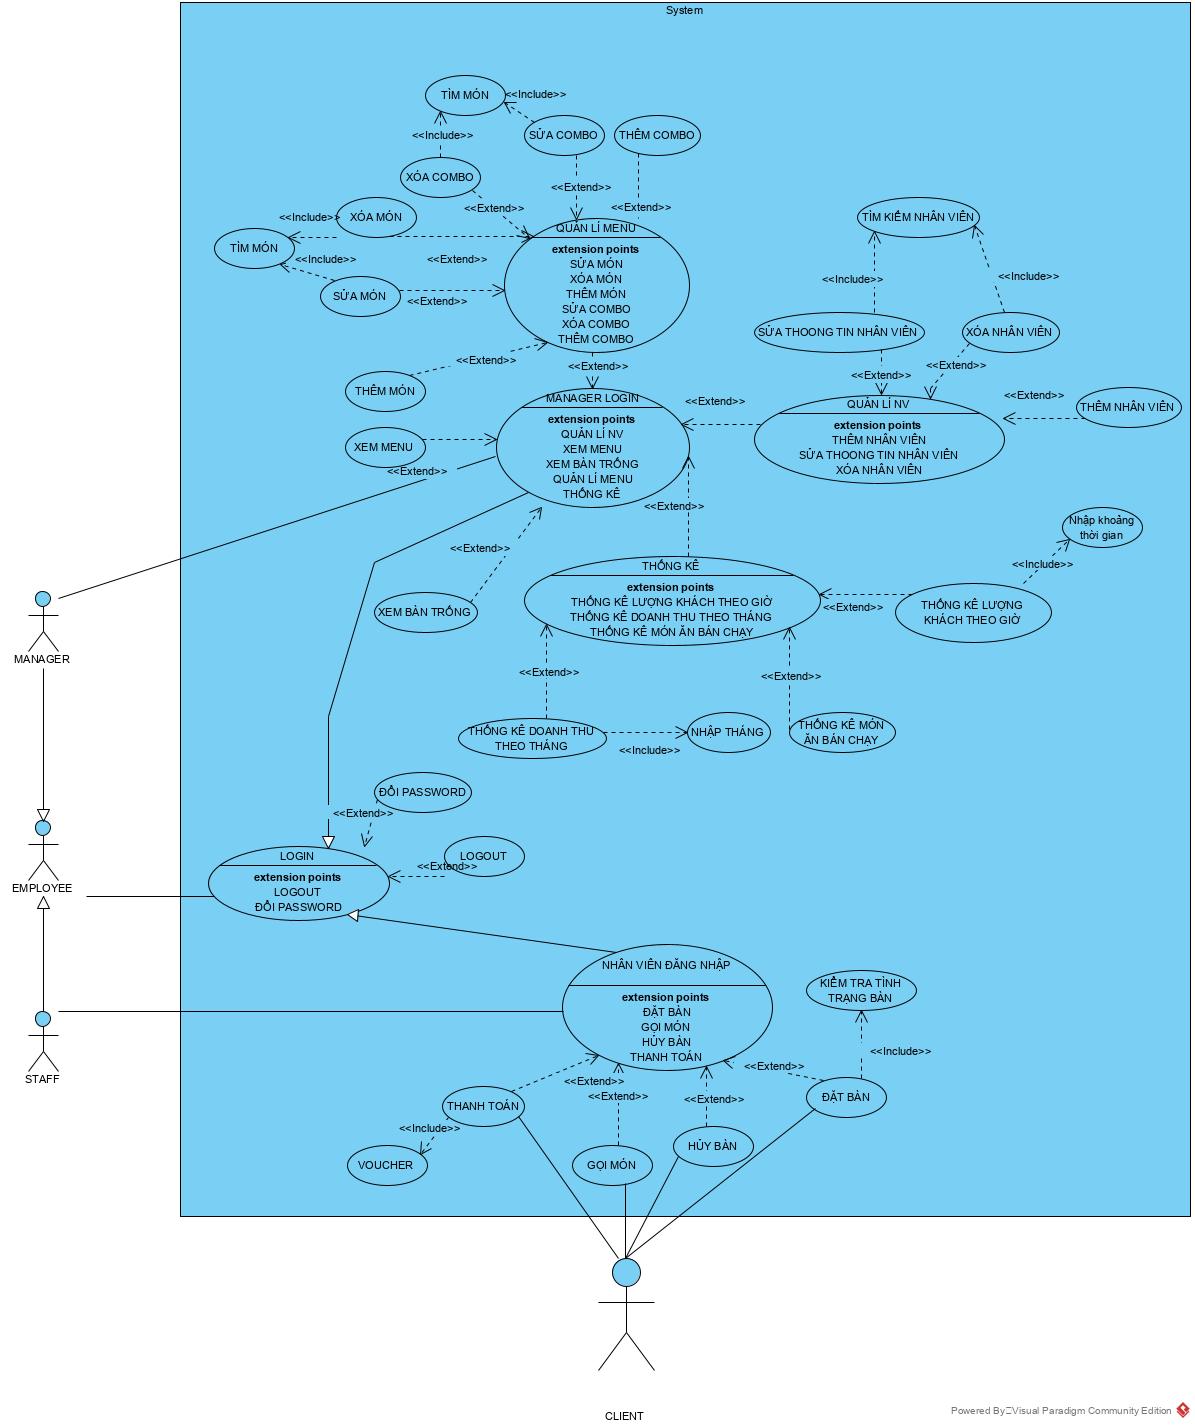 System
TÌM MÓN
<<Include>>
<<Include>>
SỬA COMBO
THÊM COMBO
XÓA COMBO
<<Extend>>
<<Extend>>
<<Extend>>
<<Include>>
XÓA MÓN
TÌM MÓN
<<Include>>
<<Extend>>
SỬA MÓN
<<Extend>>
QUẢN LÍ MENU
extension points
SỬA MÓN
XÓA MÓN
THÊM MÓN
SỬA COMBO
XÓA COMBO
THÊM COMBO
TÌM KIẾM NHÂN VIÊN
<<Include>>
<<Include>>
SỬA THOONG TIN NHÂN VIÊN
XÓA NHÂN VIÊN
<<Extend>>
<<Extend>>
<<Extend>>
<<Extend>>
THÊM MÓN
<<Extend>>
THÊM NHÂN VIÊN
MANAGER LOGIN
extension points
QUẢN LÍ NV
XEM MENU
XEM BÀN TRỐNG
QUẢN LÍ MENU
THỐNG KÊ
<<Extend>>
QUẢN LÍ NV
extension points
THÊM NHÂN VIÊN
SỬA THOONG TIN NHÂN VIÊN
XÓA NHÂN VIÊN
XEM MENU
<<Extend>>
<<Extend>>
<<Extend>>
Nhập khoảng
thời gian
<<Include>>
THỐNG KÊ
extension points
THỐNG KÊ LƯỢNG KHÁCH THEO GIỜ
THỐNG KÊ DOANH THU THEO THÁNG
THỐNG KÊ MÓN ĂN BÁN CHẠY
<<Extend>>
THỐNG KÊ LƯỢNG
KHÁCH THEO GIỜ
XEM BÀN TRỐNG
MANAGER
<<Extend>>
<<Extend>>
THỐNG KÊ DOANH THU
THEO THÁNG
<<Include>>
NHẬP THÁNG
THỐNG KÊ MÓN
ĂN BÁN CHẠY
ĐỔI PASSWORD
<<Extend>>
LOGOUT
<<Extend>>
LOGIN
extension points
LOGOUT
ĐỔI PASSWORD
EMPLOYEE
NHÂN VIÊN ĐĂNG NHẬP
extension points
ĐẶT BÀN
GỌI MÓN
HỦY BÀN
THANH TOÁN
KIỂM TRA TÌNH
TRẠNG BÀN
<<Include>>
<<Extend>>
STAFF
<<Extend>>
<<Extend>>
<<Extend>>
ĐẶT BÀN
THANH TOÁN
<<Include>>
HỦY BÀN
VOUCHER
GỌI MÓN
CLIENT
Powered By Visual Paradigm Community Edition